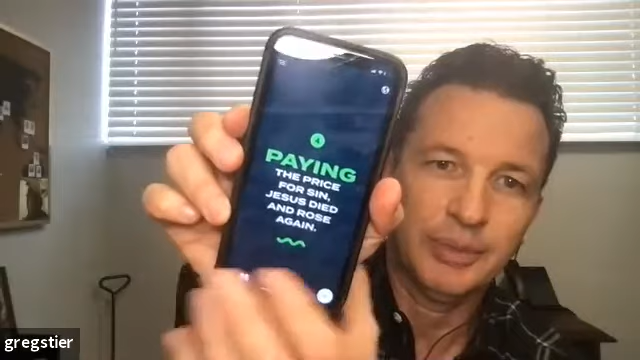 4
PAYING
THE PRICE
FOR SIN,
JESUS DIED
AND ROSE
AGAIN.
gregstier